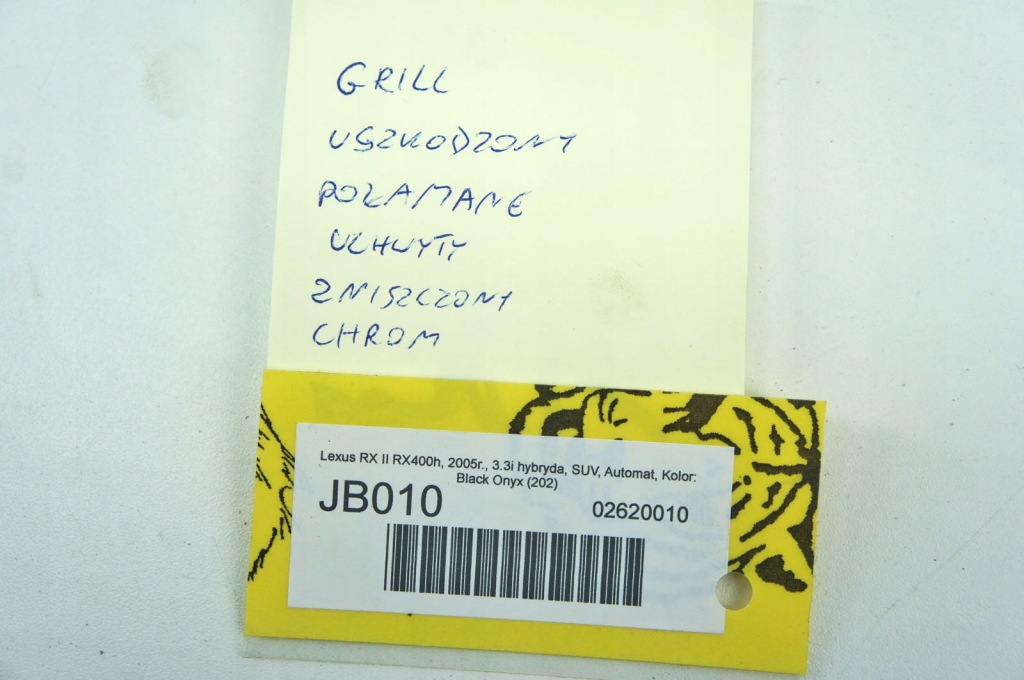 GRILL
USZKODZONY
POŁAMANE
UCHWYTY
ZNISZCZONY
CHROM
Lexus RX II RX400h, 2005r., 3.3i hybryda, SUV, Automat, Kolor:
Black Onyx (202)
JB010 02620010